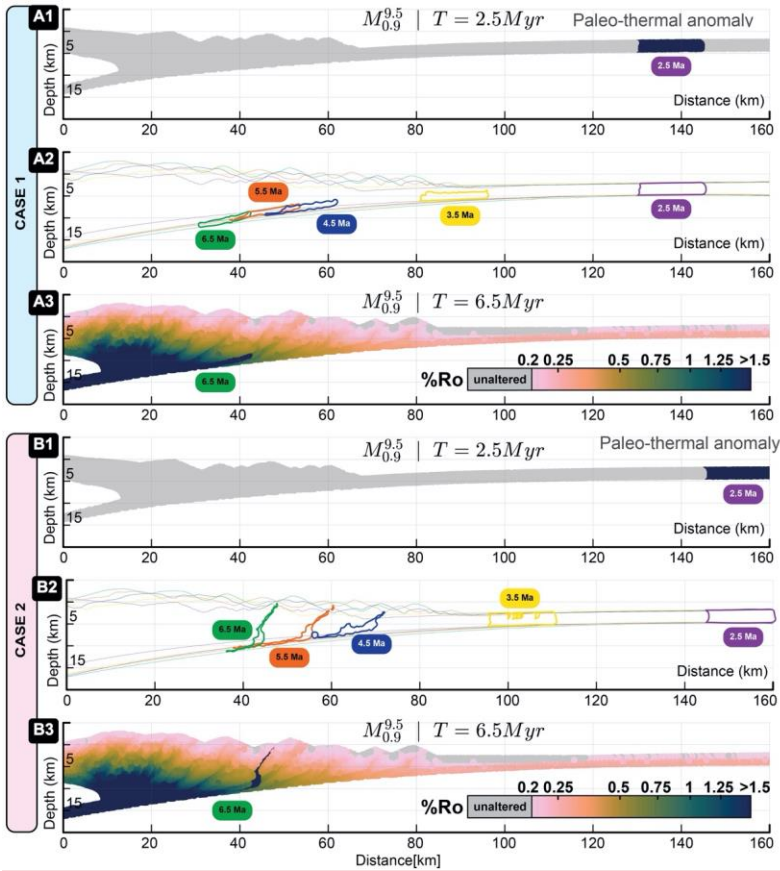 CASE 1
A1
M_{0.9}^{9.5} | T = 2.5Myr
Paleo-thermal anomaly
Depth (km)
5
15
2.5 Ma
Distance (km)
0 20 40 60 80 100 120 140 160
A2
Depth (km)
5
15
5.5 Ma
6.5 Ma
4.5 Ma
3.5 Ma
2.5 Ma
Distance (km)
0 20 40 60 80 100 120 140 160
A3
M_{0.9}^{9.5} | T = 6.5Myr
Depth (km)
5
15
6.5 Ma
0.2 0.25 0.5 0.75 1 1.25 >1.5
%Ro unaltered
0 20 40 60 80 100 120 140 160
CASE 2
B1
M_{0.9}^{9.5} | T = 2.5Myr
Paleo-thermal anomaly
Depth (km)
5
15
2.5 Ma
Distance (km)
0 20 40 60 80 100 120 140 160
B2
Depth (km)
5
15
3.5 Ma
6.5 Ma
5.5 Ma
4.5 Ma
2.5 Ma
Distance (km)
0 20 40 60 80 100 120 140 160
B3
M_{0.9}^{9.5} | T = 6.5Myr
Depth (km)
5
15
6.5 Ma
0.2 0.25 0.5 0.75 1 1.25 >1.5
%Ro unaltered
0 20 40 60 80 100 120 140 160
Distance[km]